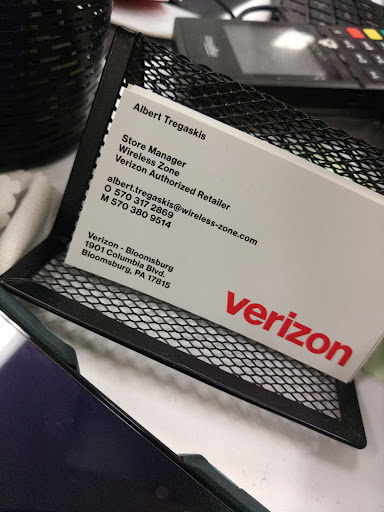 Albert Tregaskis
Store Manager
Wireless Zone
Verizon Authorized Retailer
albert.tregaskis@wireless-zone.com
O 570 317 2869
M 570 380 9514
Verizon - Bloomsburg
1901 Columbia Blvd.
Bloomsburg, PA 17815
verizon